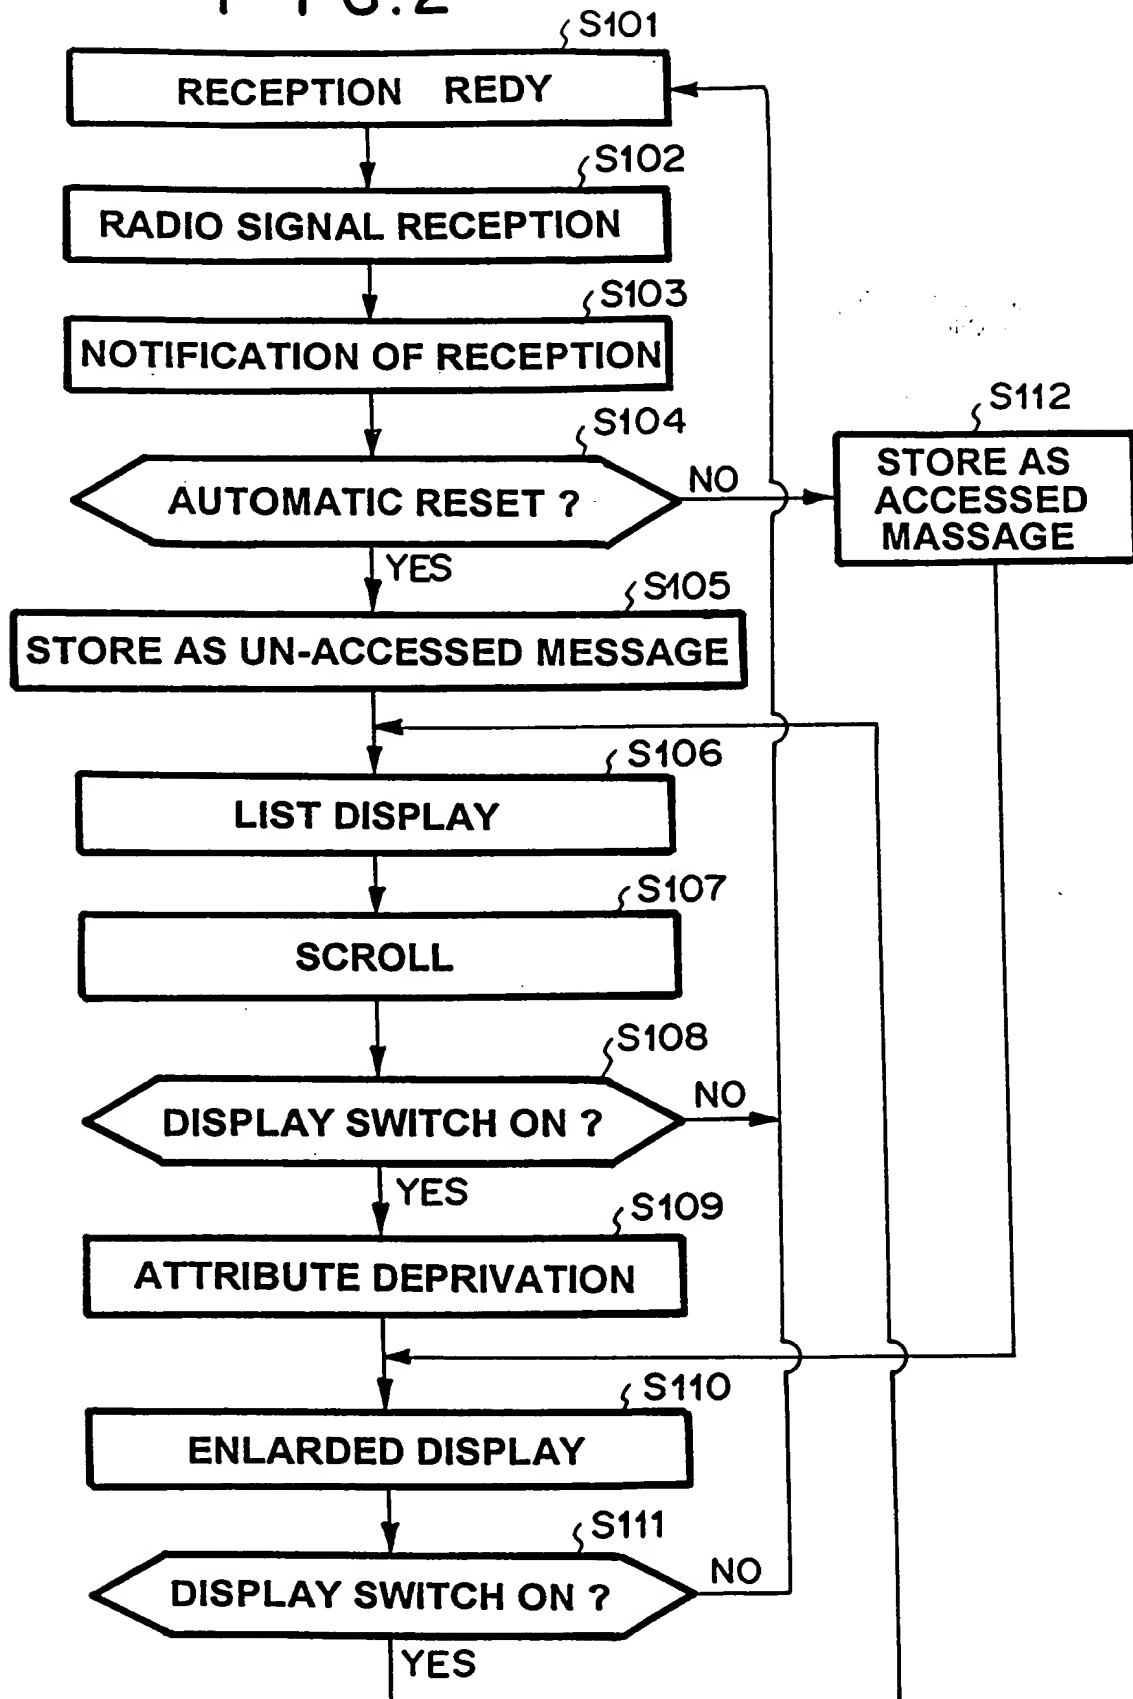 S101
RECEPTION REDY
S102
RADIO SIGNAL RECEPTION
S103
NOTIFICATION OF RECEPTION
S104
AUTOMATIC RESET ?
NO
S112
STORE AS
ACCESSED
MASSAGE
YES
S105
STORE AS UN-ACCESSED MESSAGE
S106
LIST DISPLAY
S107
SCROLL
S108
DISPLAY SWITCH ON ?
NO
YES
S109
ATTRIBUTE DEPRIVATION
S110
ENLARDED DISPLAY
S111
DISPLAY SWITCH ON ?
NO
YES